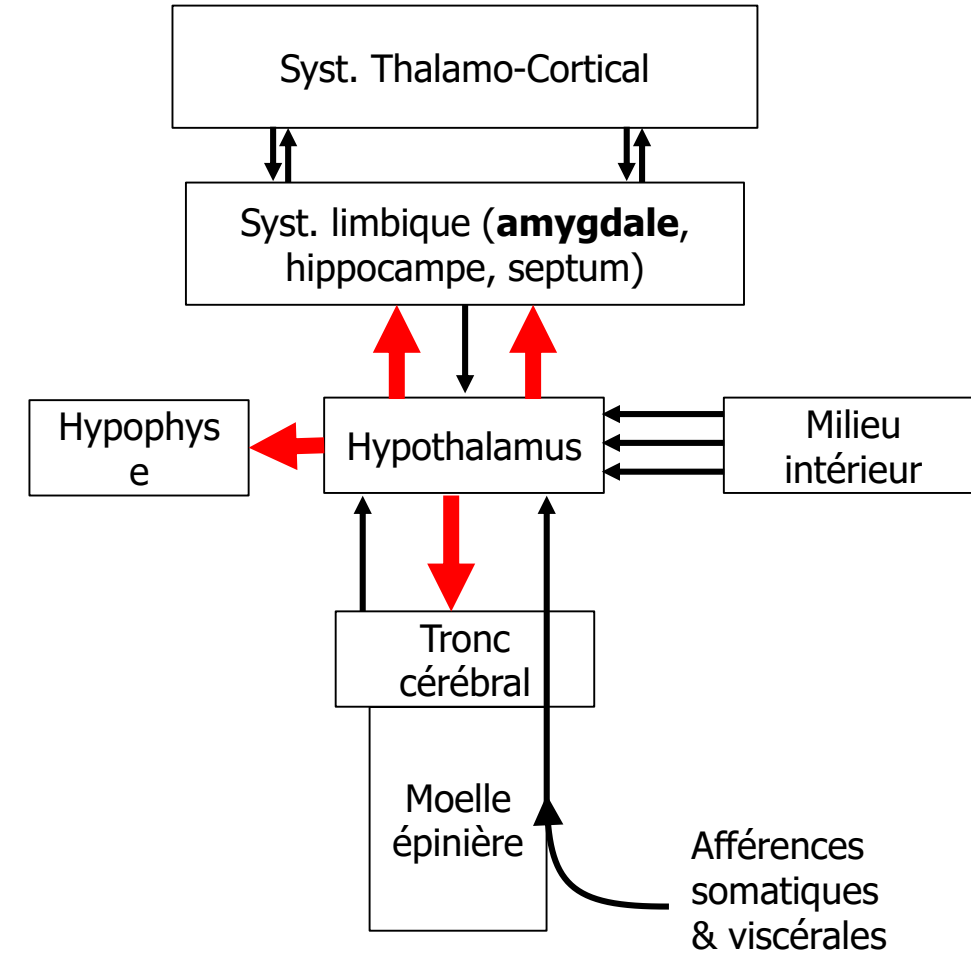 Syst. Thalamo-Cortical
Syst. limbique (amygdale,
hippocampe, septum)
Hypophys
e
Hypothalamus
Milieu
intérieur
Tronc
cérébral
Moelle
épinière
Afférences
somatiques
& viscérales